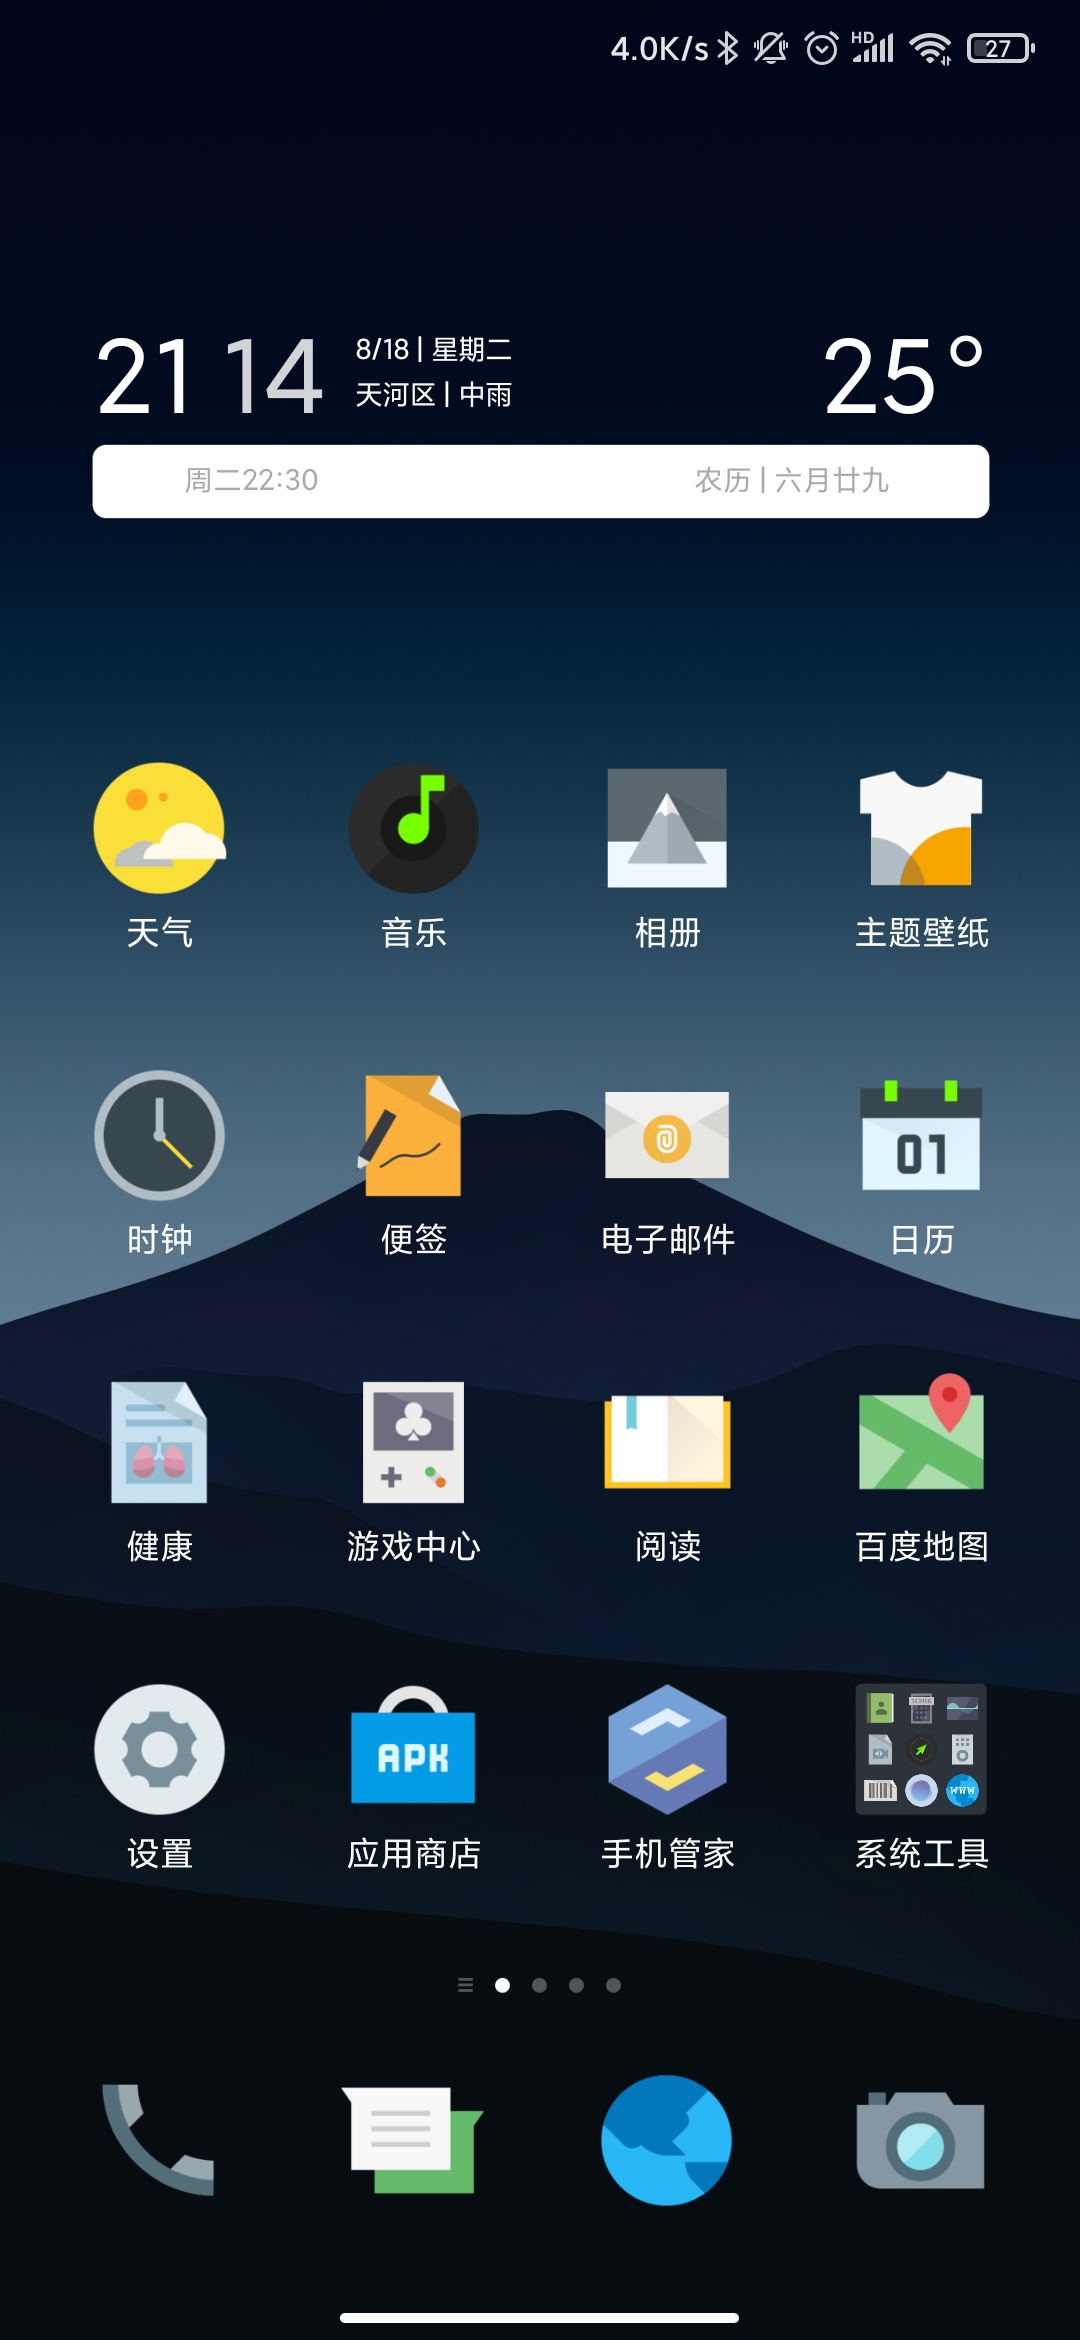 4.0K/s HD 27
21 14 8/18 | 星期二 25°
天河区 | 中雨
周二22:30 农历 | 六月廿九
天气 音乐 相册 主题壁纸
01
时钟 便签 电子邮件 日历
健康 游戏中心 阅读 百度地图
123456
APK
WWW
设置 应用商店 手机管家 系统工具